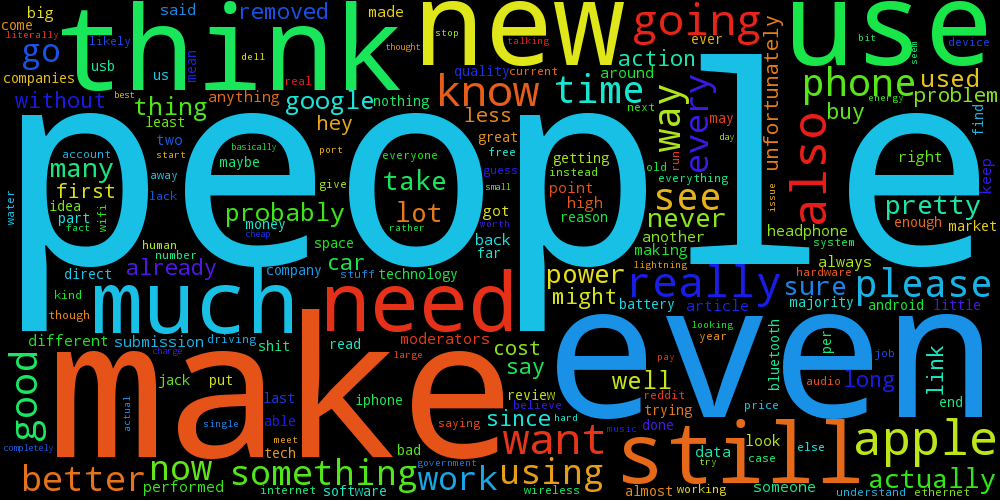 big
come
literally
think
said
removed
made
thought
stop
talking
new
going
ever
unfortunately
use
bit
seem
device
go
likely
mean
dell
usb
us
real
companies
best
without
thing
anything
google
nothing
quality
current
know
less
time
action
around
next
way
every
may
day
run
phone
used
energy
problem
buy
find
least
hey
great
free
two
start
away
lack
basically
maybe
port
everyone
account
many
first
idea
part
fact
wifi
water
people
give
take
lot
rather
probably
money
cheap
guess
small
got
worth
back
far
getting
instead
point
high
reason
old
everything
see
never
another
making
lightning
issue
also
headphone
system
always
right
pretty
enough
market
keep
human
number
space
car
direct
already
company
stuff
technology
kind
though
much
need
power
might
battery
really
article
sure
hardware
majority
please
android
little
different
submission
driving
charge
shit
read
moderators
large
cost
say
even
looking
year
pay
bluetooth
per
job
link
good
make
jack
put
last
able
actual
single
iphone
saying
review
believe
since
hard
well
reddit
trying
done
price
audio
long
end
completely
meet
tech
bad
want
music
still
look
case
data
try
else
apple
better
now
performed
something
internet
software
government
work
using
wireless
almost
working
someone
actually
understand
ethernet